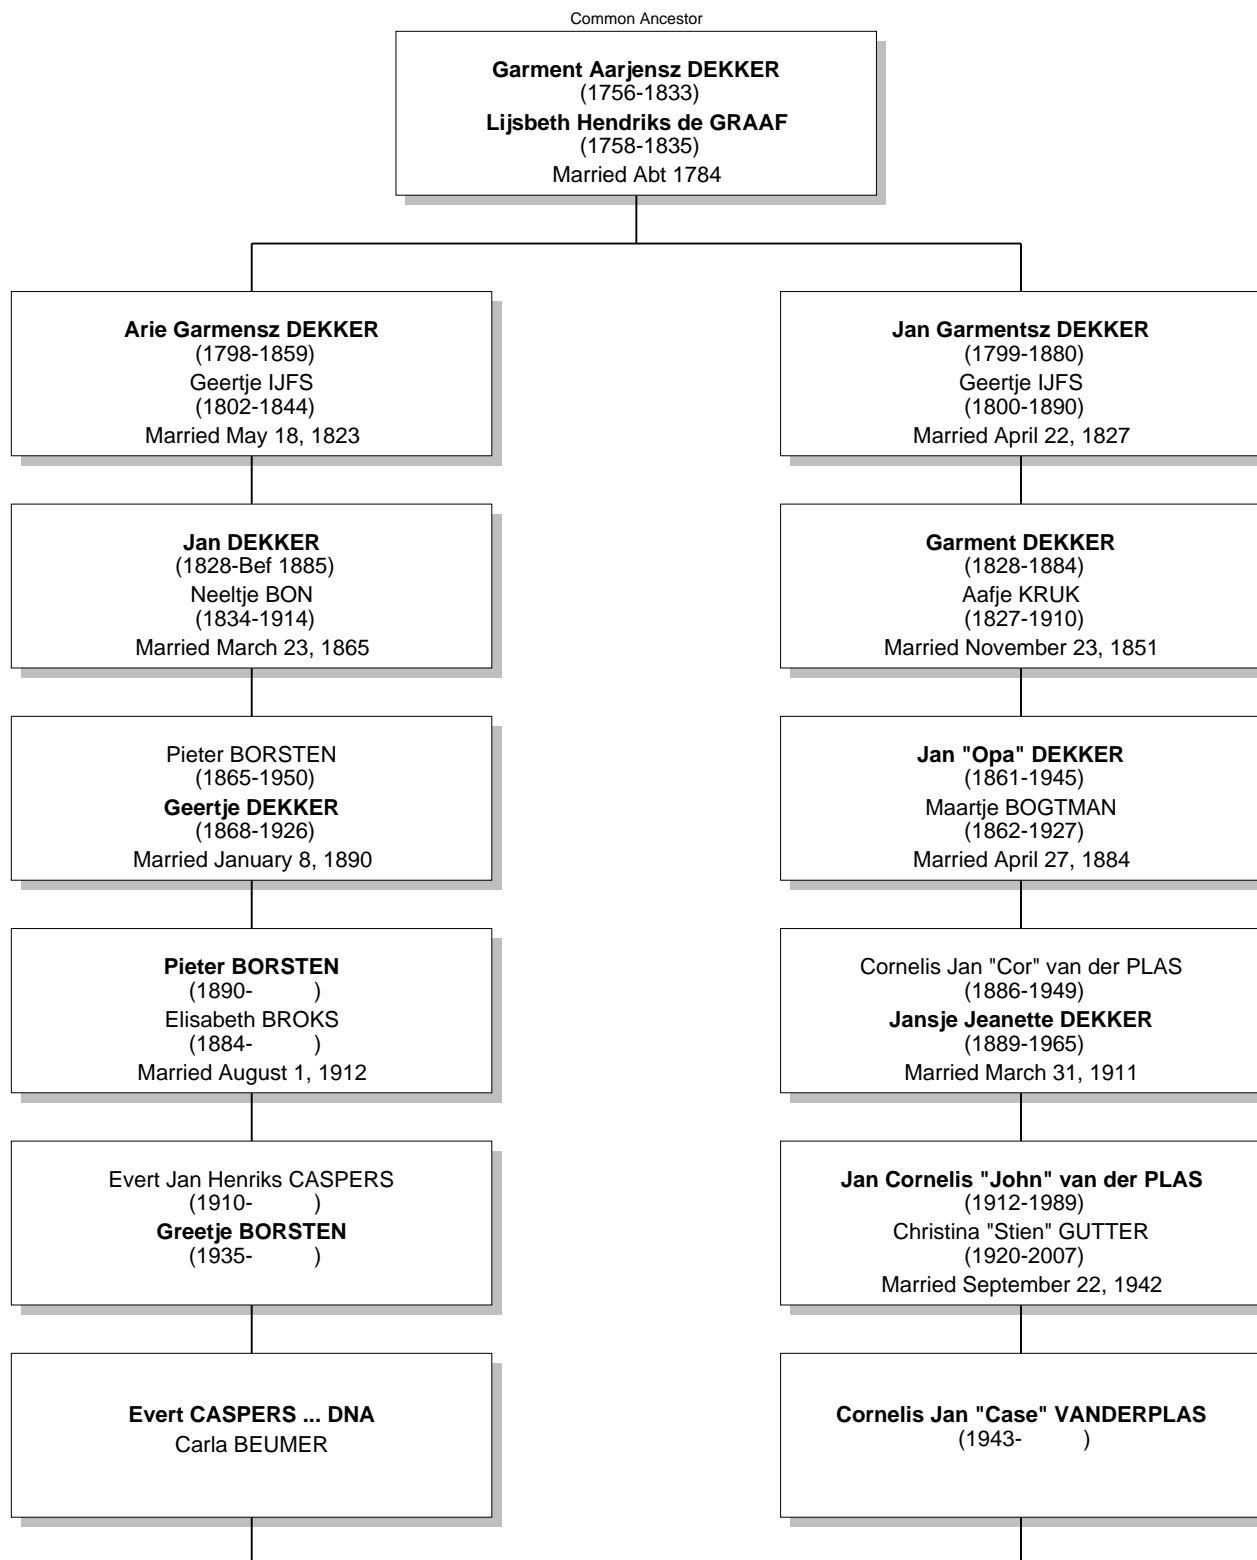 Common Ancestor
Garment Aarjensz DEKKER
(1756-1833)
Lijsbeth Hendriks de GRAAF
(1758-1835)
Married Abt 1784
Arie Garmensz DEKKER
(1798-1859)
Geertje IJFS
(1802-1844)
Married May 18, 1823
Jan Garmentsz DEKKER
(1799-1880)
Geertje IJFS
(1800-1890)
Married April 22, 1827
Jan DEKKER
(1828-Bef 1885)
Neeltje BON
(1834-1914)
Married March 23, 1865
Garment DEKKER
(1828-1884)
Aafje KRUK
(1827-1910)
Married November 23, 1851
Pieter BORSTEN
(1865-1950)
Geertje DEKKER
(1868-1926)
Married January 8, 1890
Jan "Opa" DEKKER
(1861-1945)
Maartje BOGTMAN
(1862-1927)
Married April 27, 1884
Pieter BORSTEN
(1890- )
Elisabeth BROKS
(1884- )
Married August 1, 1912
Cornelis Jan "Cor" van der PLAS
(1886-1949)
Jansje Jeanette DEKKER
(1889-1965)
Married March 31, 1911
Evert Jan Henriks CASPERS
(1910- )
Greetje BORSTEN
(1935- )
Jan Cornelis "John" van der PLAS
(1912-1989)
Christina "Stien" GUTTER
(1920-2007)
Married September 22, 1942
Evert CASPERS ... DNA
Carla BEUMER
Cornelis Jan "Case" VANDERPLAS
(1943- )